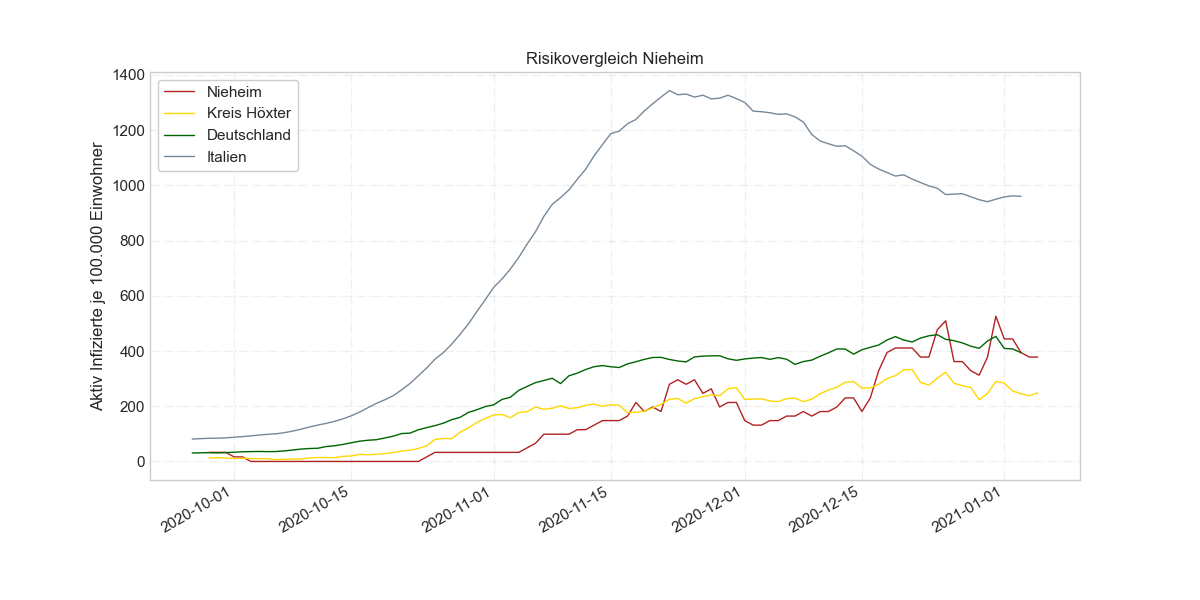 Risikovergleich Nieheim
Nieheim
Kreis Höxter
Deutschland
Italien
Aktiv Infizierte je 100.000 Einwohner
1400
1200
1000
800
600
400
200
0
2020-10-01
2020-10-15
2020-11-01
2020-11-15
2020-12-01
2020-12-15
2021-01-01